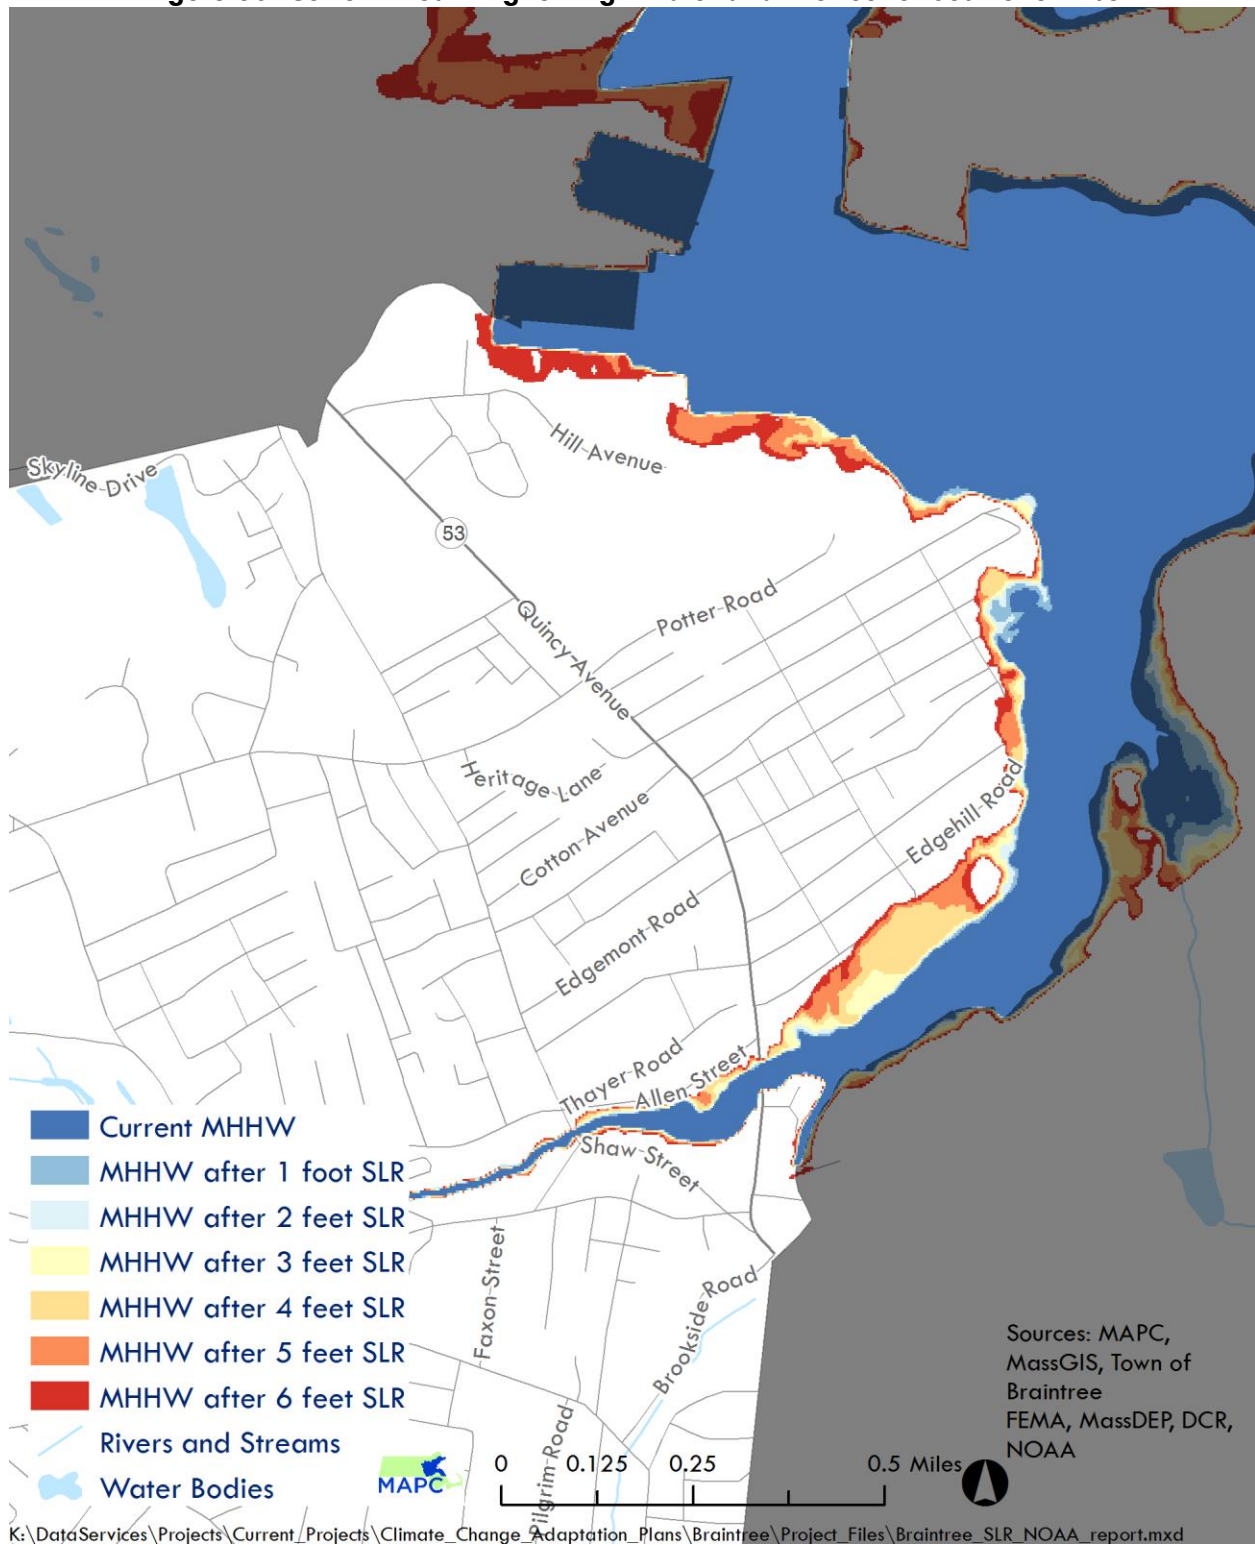 Skyline Drive
Hill Avenue
53
Quincy Avenue
Potter Road
Heritage Lane
Cotton Avenue
Edgehill Road
Edgemont Road
Thayer Road
Allen Street
Shaw Street
Faxon Street
Brookside Road
Pilgrim Road
Current MHHW
MHHW after 1 foot SLR
MHHW after 2 feet SLR
MHHW after 3 feet SLR
MHHW after 4 feet SLR
MHHW after 5 feet SLR
MHHW after 6 feet SLR
Rivers and Streams
Water Bodies
MAPC
0 0.125 0.25 0.5 Miles
Sources: MAPC,
MassGIS, Town of
Braintree
FEMA, MassDEP, DCR,
NOAA
K:\DataServices\Projects\Current_Projects\Climate_Change_Adaptation_Plans\Braintree\Project_Files\Braintree_SLR_NOAA_report.mxd